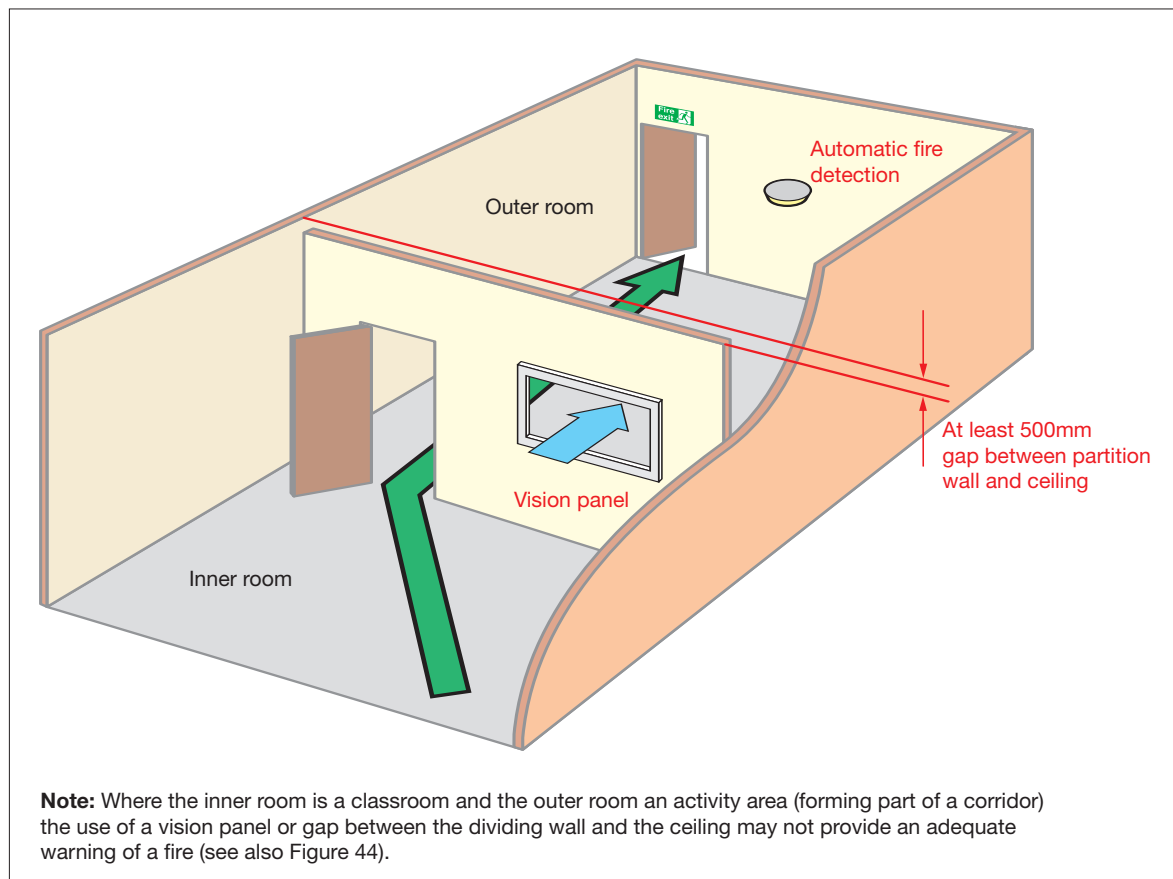 Fire
exit
Automatic fire
detection
Outer room
At least 500mm
gap between partition
wall and ceiling
Vision panel
Inner room
Note: Where the inner room is a classroom and the outer room an activity area (forming part of a corridor)
the use of a vision panel or gap between the dividing wall and the ceiling may not provide an adequate
warning of a fire (see also Figure 44).